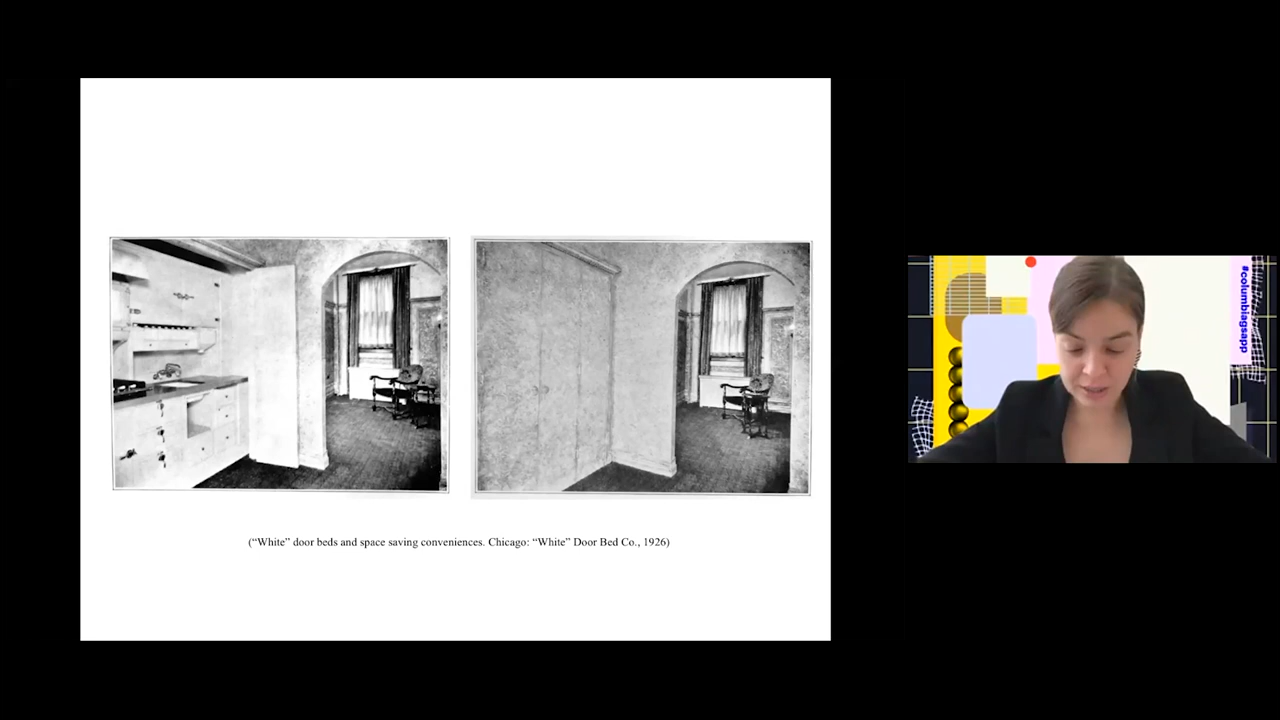 (“White” door beds and space saving conveniences. Chicago: “White” Door Bed Co., 1926)
#columbiagsapp